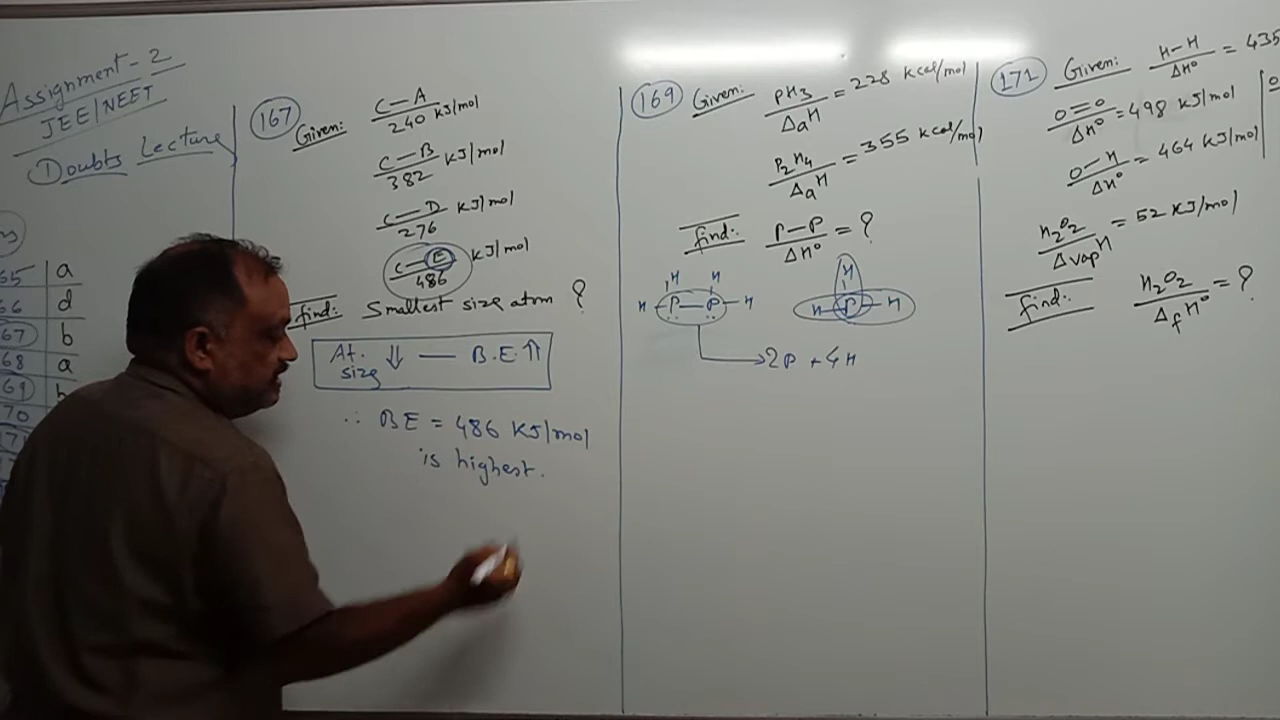 Assignment-2
JEE/NEET
Doubts Lecture
65 a
66 d
67 b
68 a
69 b
70
171
167 Given: C-A / 240 KJ/mol
C-B / 382 KJ/mol
C-D / 276 KJ/mol
C-E / 486 KJ/mol
find: Smallest size atom ?
At. size ⇓ — B.E ⇑
∴ BE = 486 KJ/mol
is highest.
169 Given: PH3 / ΔaH = 228 Kcal/mol
P2H4 / ΔaH = 355 Kcal/mol
find: P-P / ΔH° = ?
H H
H-P-P-H
H
H-P-H
2P + 4H
171 Given: H-H / ΔH° = 435
O=O / ΔH° = 498 KJ/mol
O-H / ΔH° = 464 KJ/mol
H2O2 / ΔvapH = 52 KJ/mol
find: H2O2 / ΔfH° = ?